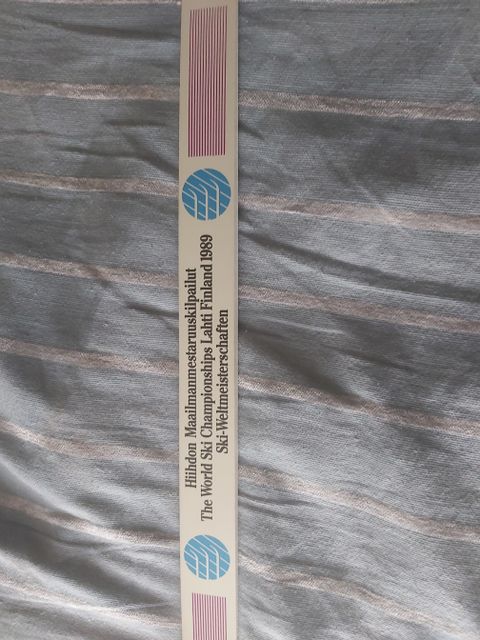 Hiihdon Maailmanmestaruuskilpailut
The World Ski Championships Lahti Finland 1989
Ski-Weltmeisterschaften